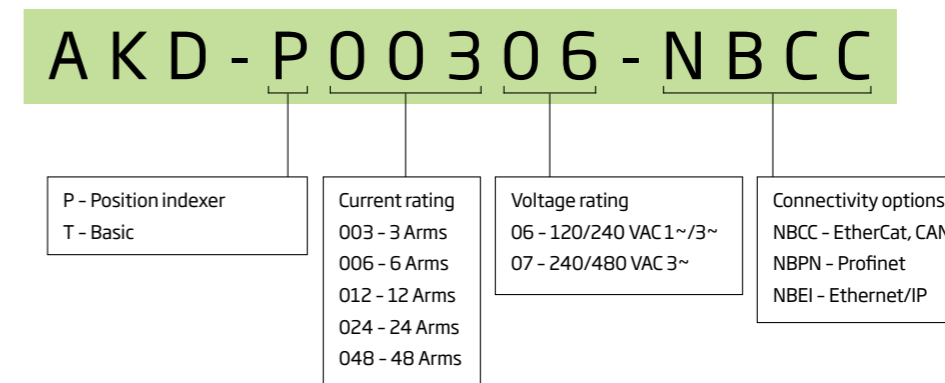 AKD-P00306-NBCC
P – Position indexer
T – Basic
Current rating
003 – 3 Arms
006 – 6 Arms
012 – 12 Arms
024 – 24 Arms
048 – 48 Arms
Voltage rating
06 – 120/240 VAC 1~/3~
07 – 240/480 VAC 3~
Connectivity options
NBCC – EtherCat, CAN
NBPN – Profinet
NBEI – Ethernet/IP